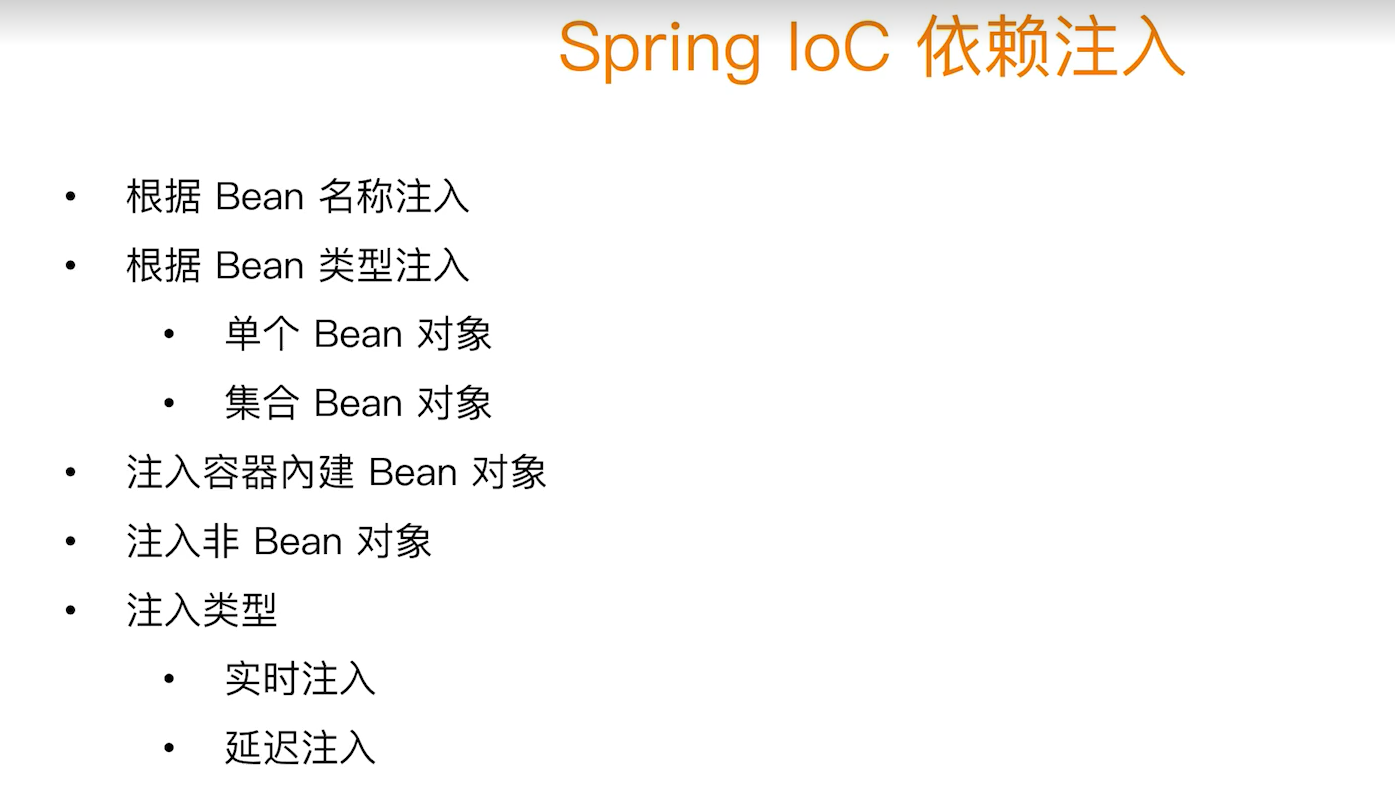 Spring IoC 依赖注入
• 根据 Bean 名称注入
• 根据 Bean 类型注入
• 单个 Bean 对象
• 集合 Bean 对象
• 注入容器內建 Bean 对象
• 注入非 Bean 对象
• 注入类型
• 实时注入
• 延迟注入